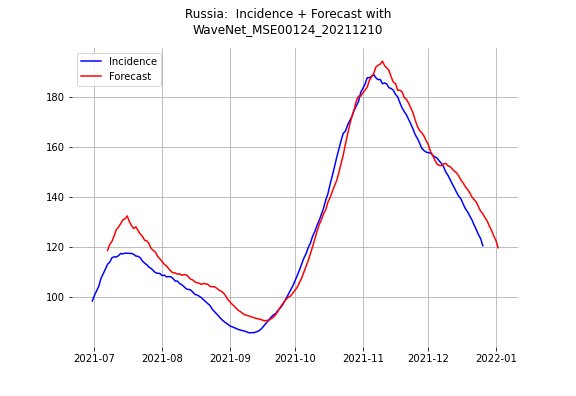 Russia:  Incidence + Forecast with
WaveNet_MSE00124_20211210
Incidence
Forecast
180
160
140
120
100
2021-07 2021-08 2021-09 2021-10 2021-11 2021-12 2022-01